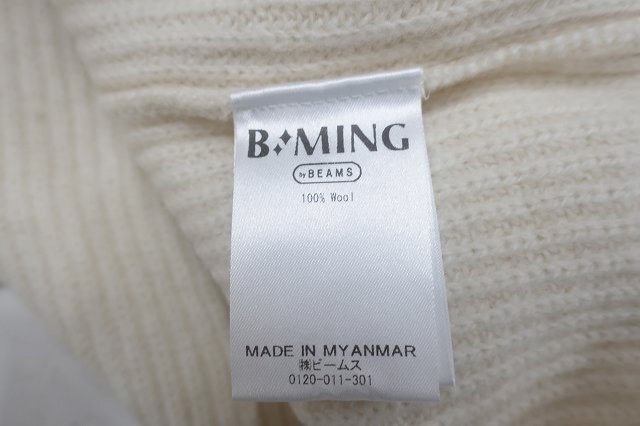 B:MING
by BEAMS
100% Wool
MADE IN MYANMAR
㈱ビームス
0120-011-301